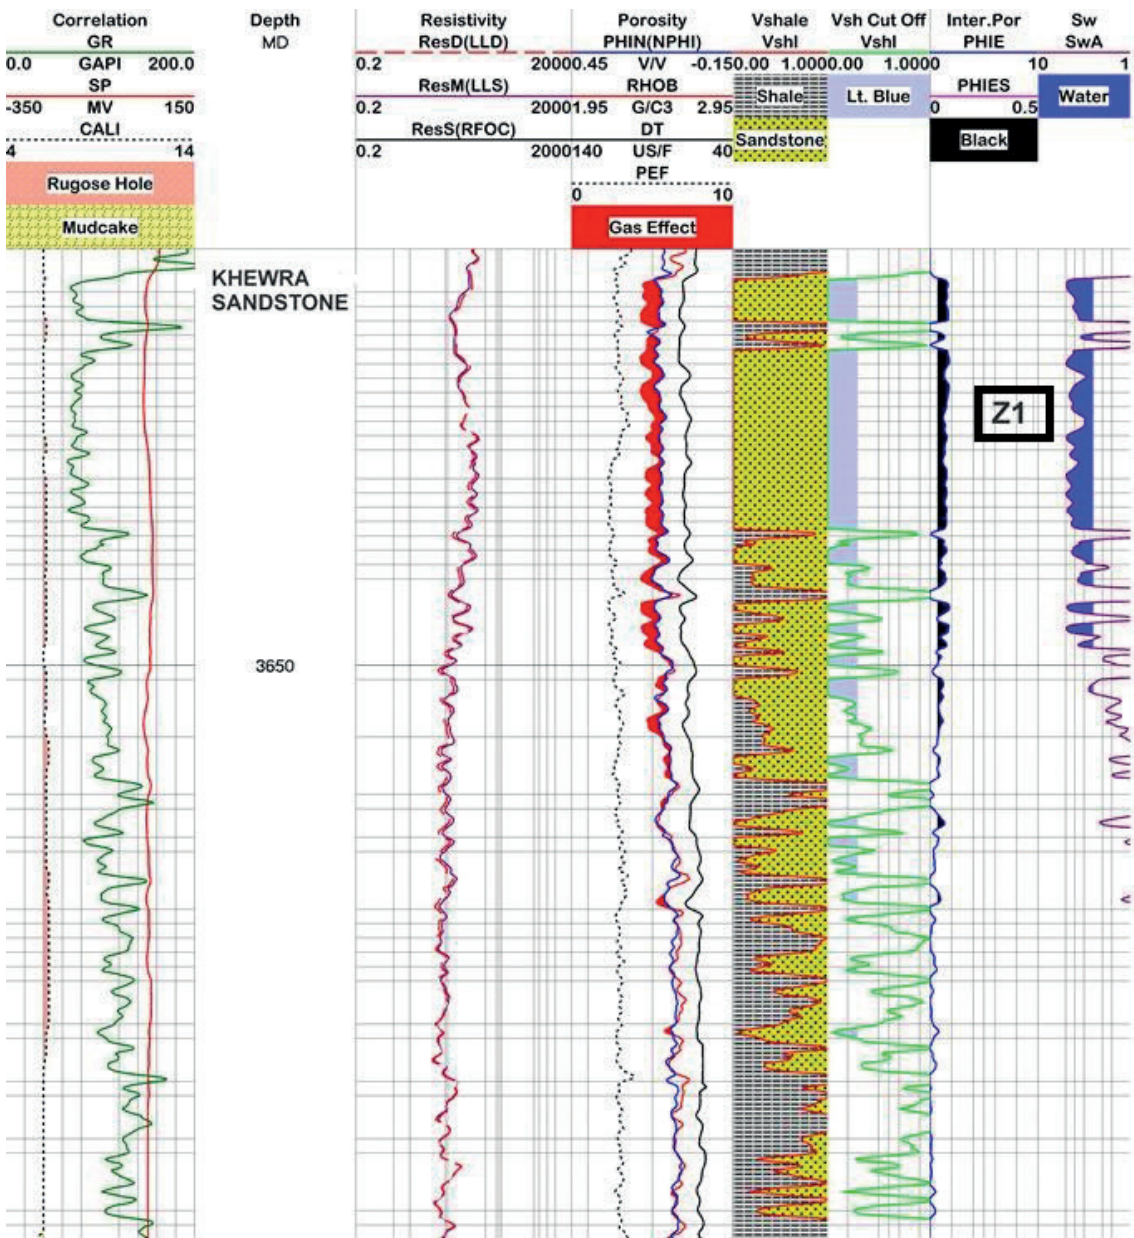 Correlation Depth Resistivity Porosity Vshale Vsh Cut Off Inter.Por Sw
GR MD ResD(LLD) PHIN(NPHI) Vshl Vshl PHIE SwA
0.0 GAPI 200.0 0.2 2000 0.45 V/V -0.15 0.00 1.000 0.00 1.000 0 10 1
SP ResM(LLS) RHOB Shale Lt. Blue PHIES Water
-350 MV 150 0.2 2000 1.95 G/C3 2.95 0 0.5
CALI ResS(RFOC) DT Sandstone Black
4 14 0.2 2000 140 US/F 40
PEF
Rugose Hole 0 10
Mudcake Gas Effect
KHEWRA
SANDSTONE
Z1
3650